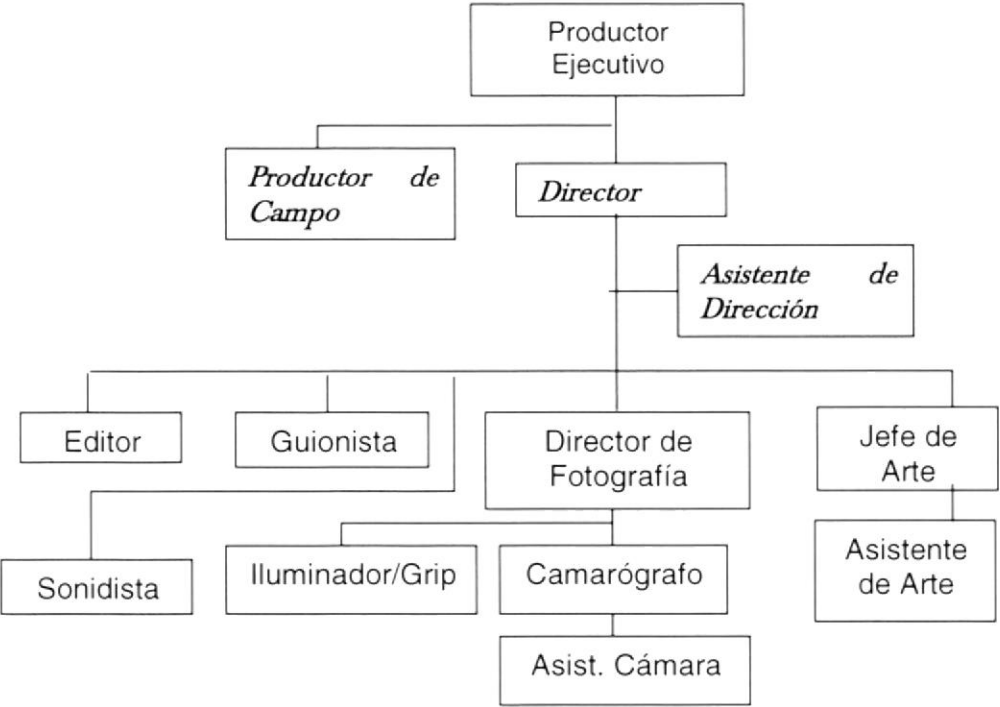 Productor
Ejecutivo
Productor de
Campo
Director
Asistente de
Dirección
Editor
Guionista
Director de
Fotografía
Jefe de
Arte
Sonidista
Iluminador/Grip
Camarógrafo
Asistente
de Arte
Asist. Cámara